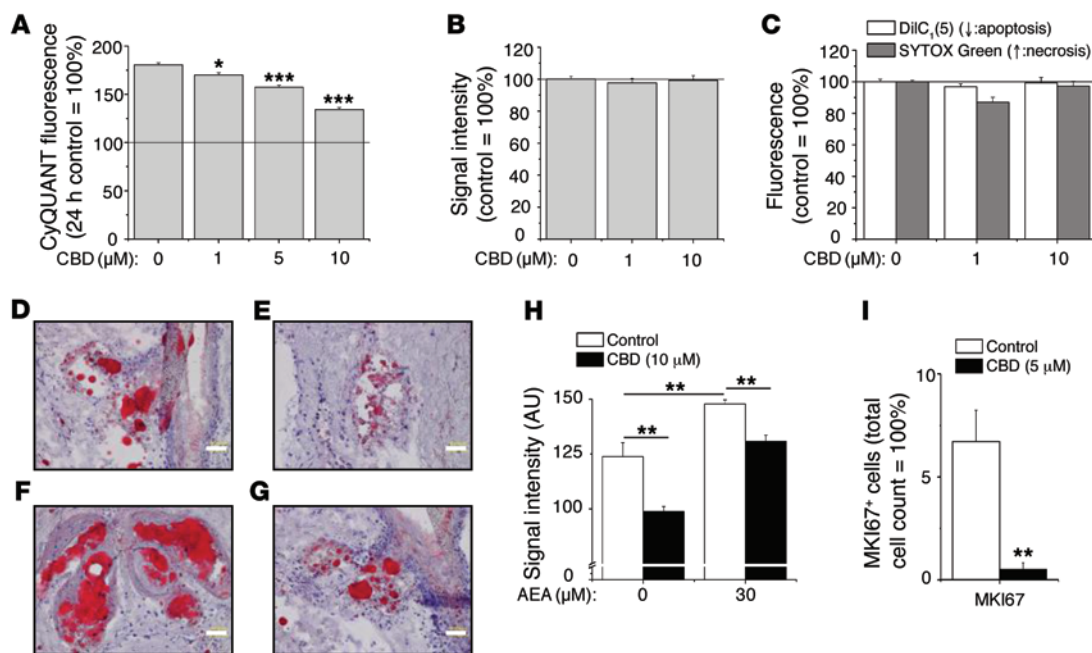 A
CyQUANT fluorescence
(24 h control = 100%)
200
150
100
50
0
*
***
***
CBD (µM): 0 1 5 10
B
Signal intensity
(control = 100%)
120
100
80
60
40
20
0
CBD (µM): 0 1 10
C
DilC1(5) (↓:apoptosis)
SYTOX Green (↑:necrosis)
Fluorescence
(control = 100%)
120
100
80
60
40
20
0
CBD (µM): 0 1 10
D
E
F
G
H
Control
CBD (10 µM)
Signal intensity (AU)
150
125
100
0
**
**
**
AEA (µM): 0 30
I
Control
CBD (5 µM)
MKI67+ cells (total
cell count = 100%)
10
5
0
**
MKI67